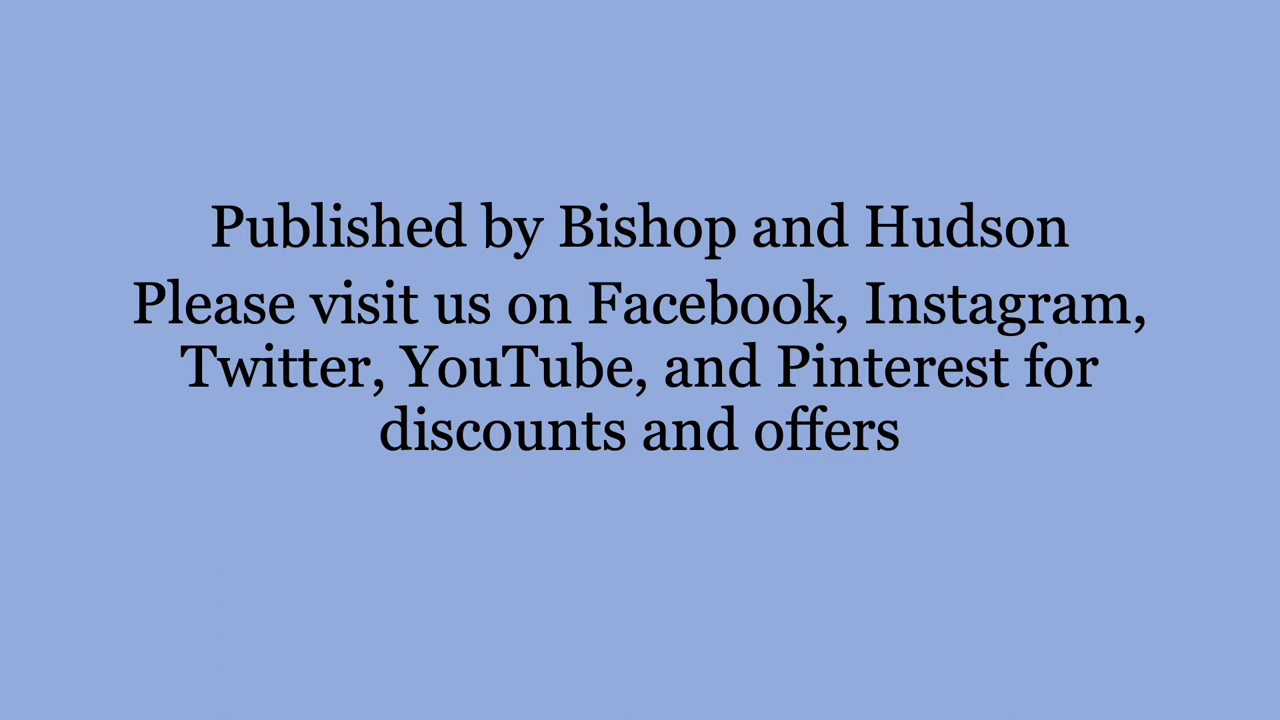 Published by Bishop and Hudson
Please visit us on Facebook, Instagram,
Twitter, YouTube, and Pinterest for
discounts and offers